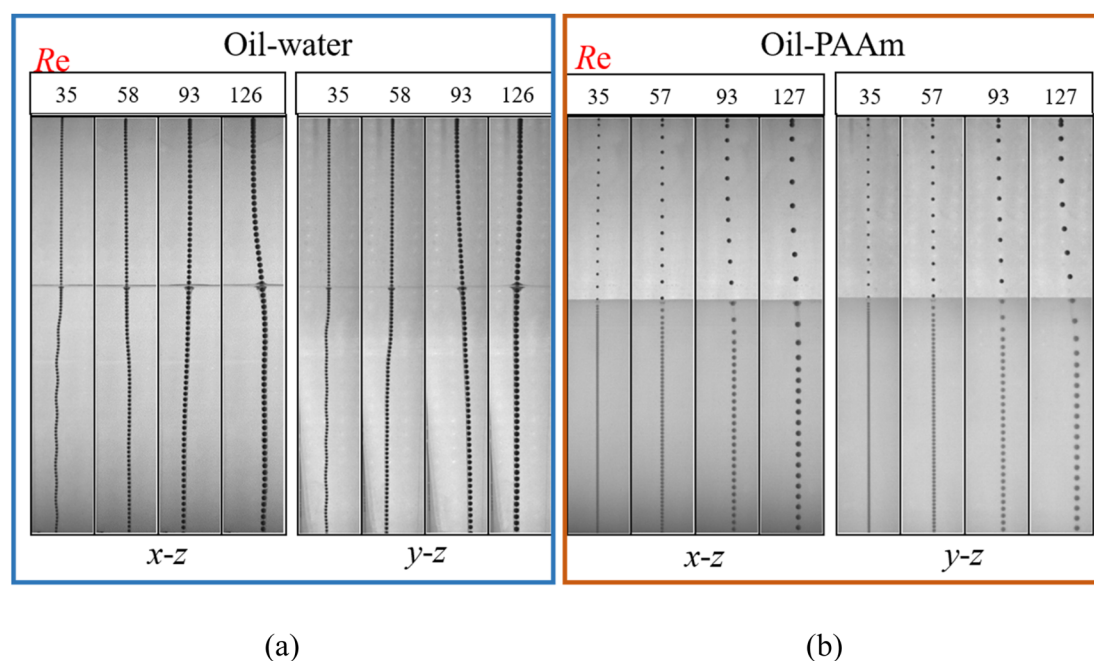 Oil-water
Re
35 58 93 126
35 58 93 126
x-z
y-z
(a)
Oil-PAAm
Re
35 57 93 127
35 57 93 127
x-z
y-z
(b)